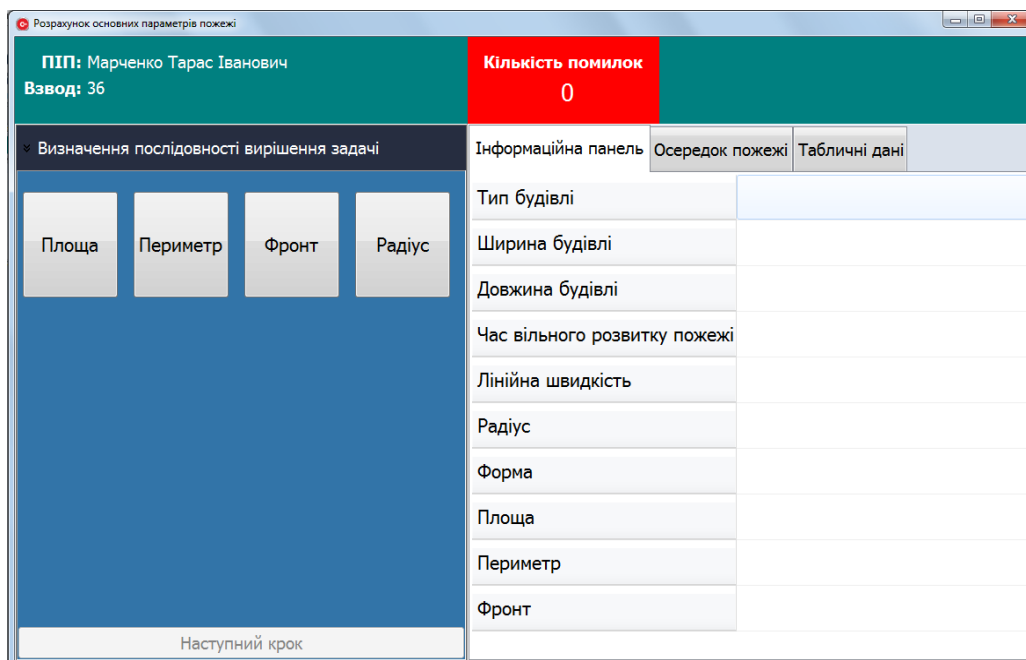 Розрахунок основних параметрів пожежі
ПІП: Марченко Тарас Іванович
Взвод: 36
Кількість помилок
0
Визначення послідовності вирішення задачі
Площа
Периметр
Фронт
Радіус
Наступний крок
Інформаційна панель
Осередок пожежі
Табличні дані
Тип будівлі
Ширина будівлі
Довжина будівлі
Час вільного розвитку пожежі
Лінійна швидкість
Радіус
Форма
Площа
Периметр
Фронт